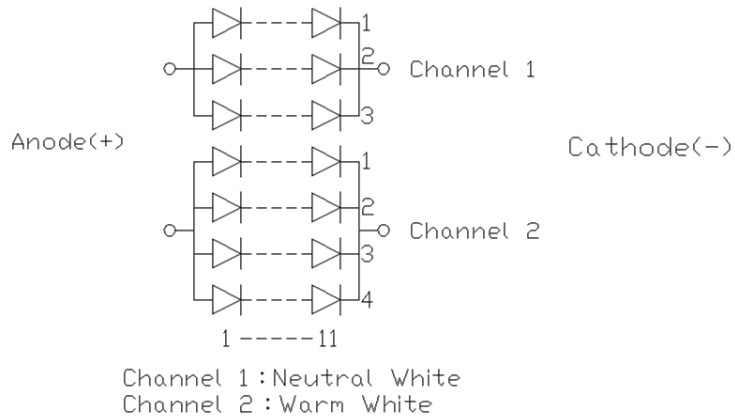 1
2
Channel 1
3
Anode(+)
Cathode(-)
1
2
Channel 2
3
4
1 ----- 11
Channel 1:Neutral White
Channel 2:Warm White